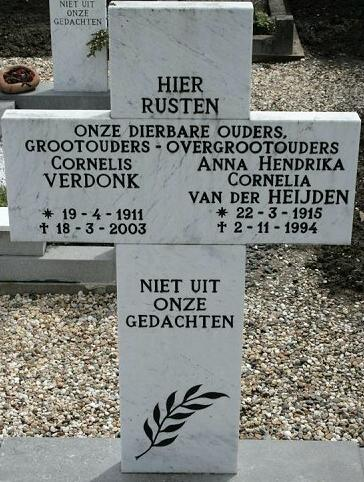 NIET UIT
ONZE
GEDACHTEN
HIER
RUSTEN
ONZE DIERBARE OUDERS,
GROOTOUDERS - OVERGROOTOUDERS
CORNELIS
VERDONK
* 19 - 4 - 1911
† 18 - 3 - 2003
ANNA HENDRIKA
CORNELIA
VAN DER HEIJDEN
* 22 - 3 - 1915
† 2 - 11 - 1994
NIET UIT
ONZE
GEDACHTEN